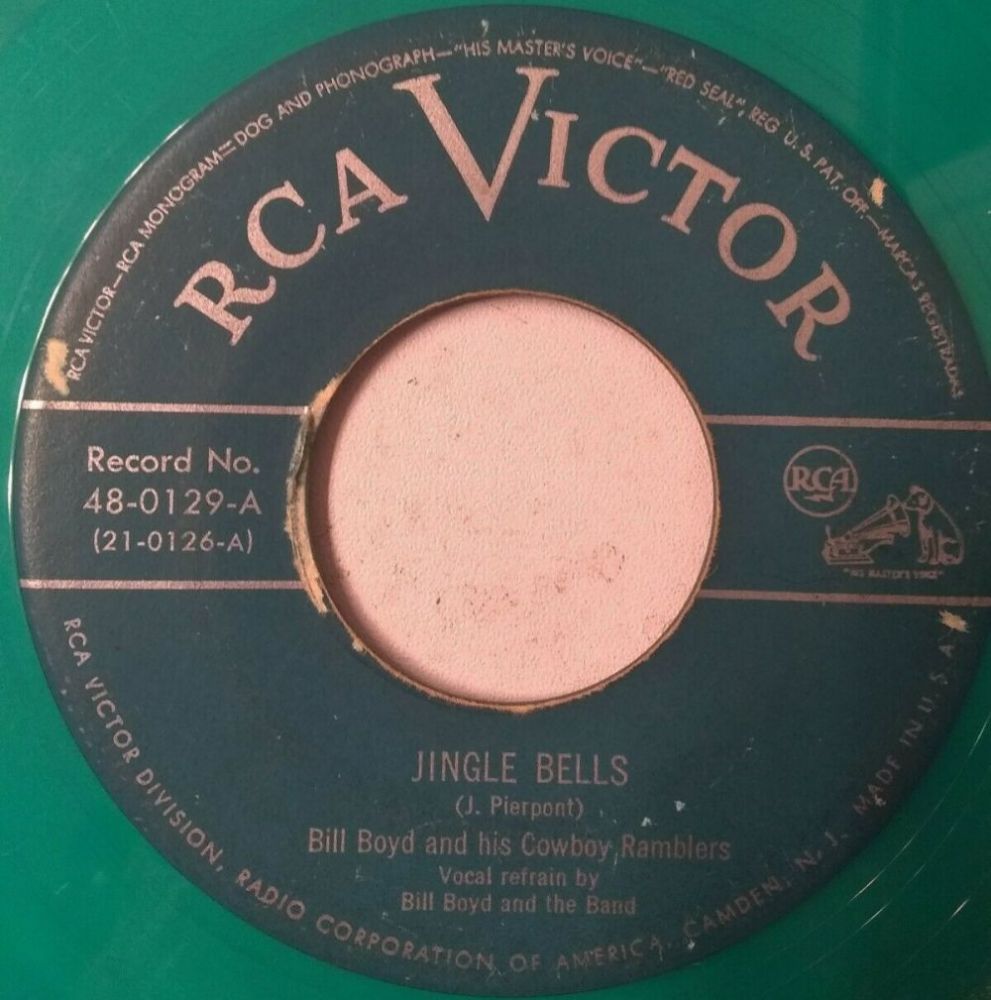 RCA VICTOR—RCA MONOGRAM—DOG AND PHONOGRAPH—"HIS MASTER'S VOICE"—"RED SEAL", REG U. S. PAT. OFF.—MARCAS REGISTRADAS
RCA VICTOR
Record No.
48-0129-A
(21-0126-A)
RCA
"HIS MASTER'S VOICE"
JINGLE BELLS
(J. Pierpont)
Bill Boyd and his Cowboy Ramblers
Vocal refrain by
Bill Boyd and the Band
RCA VICTOR DIVISION, RADIO CORPORATION OF AMERICA, CAMDEN, N. J. MADE IN U. S. A.